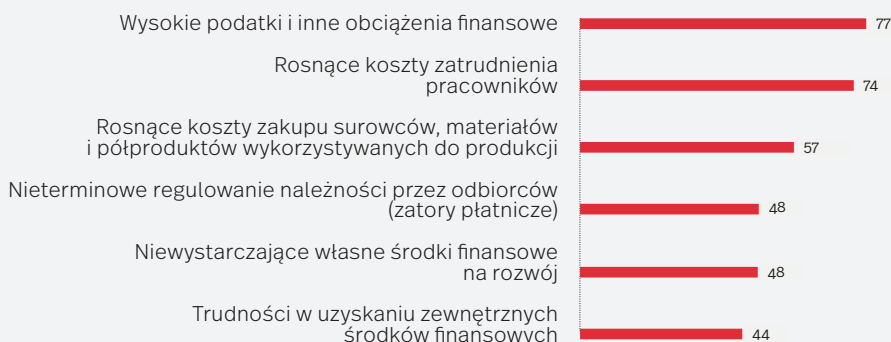 Wysokie podatki i inne obciążenia finansowe 77
Rosnące koszty zatrudnienia
pracowników 74
Rosnące koszty zakupu surowców, materiałów
i półproduktów wykorzystywanych do produkcji 57
Nieterminowe regulowanie należności przez odbiorców
(zatory płatnicze) 48
Niewystarczające własne środki finansowe
na rozwój 48
Trudności w uzyskaniu zewnętrznych
środków finansowych 44